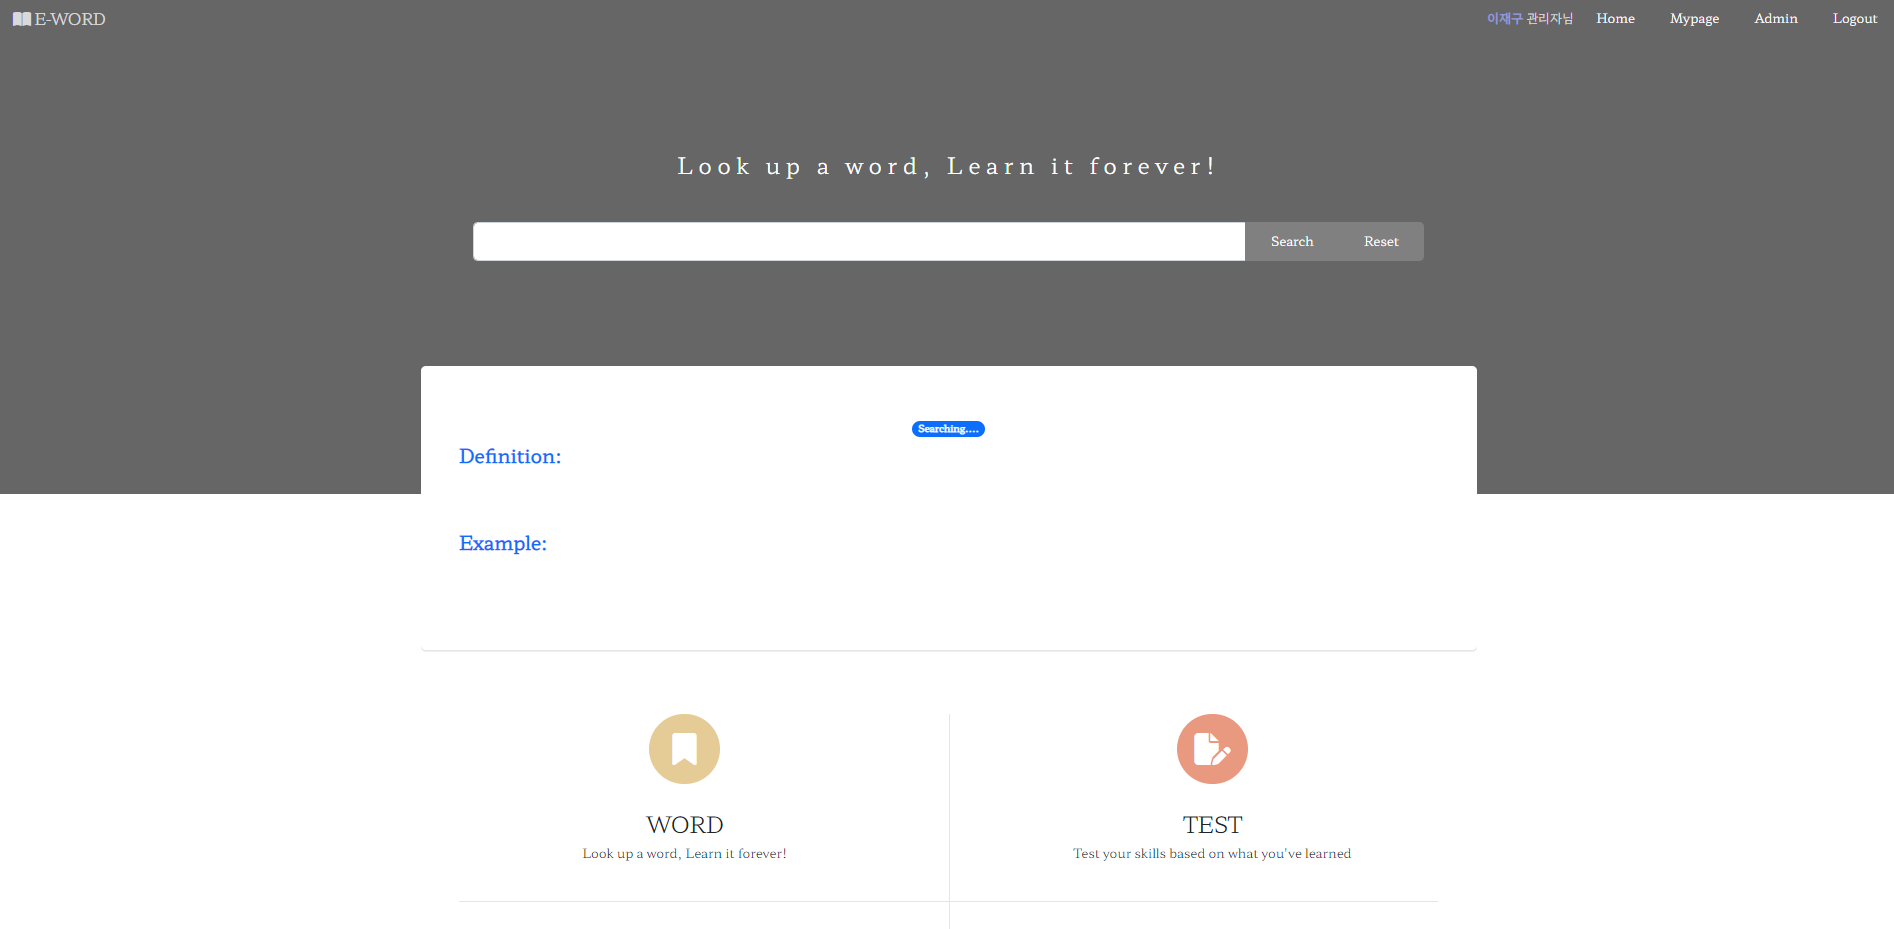 E-WORD
이재구 관리자님 Home Mypage Admin Logout
Look up a word, Learn it forever!
Search Reset
Searching....
Definition:
Example:
WORD
Look up a word, Learn it forever!
TEST
Test your skills based on what you've learned